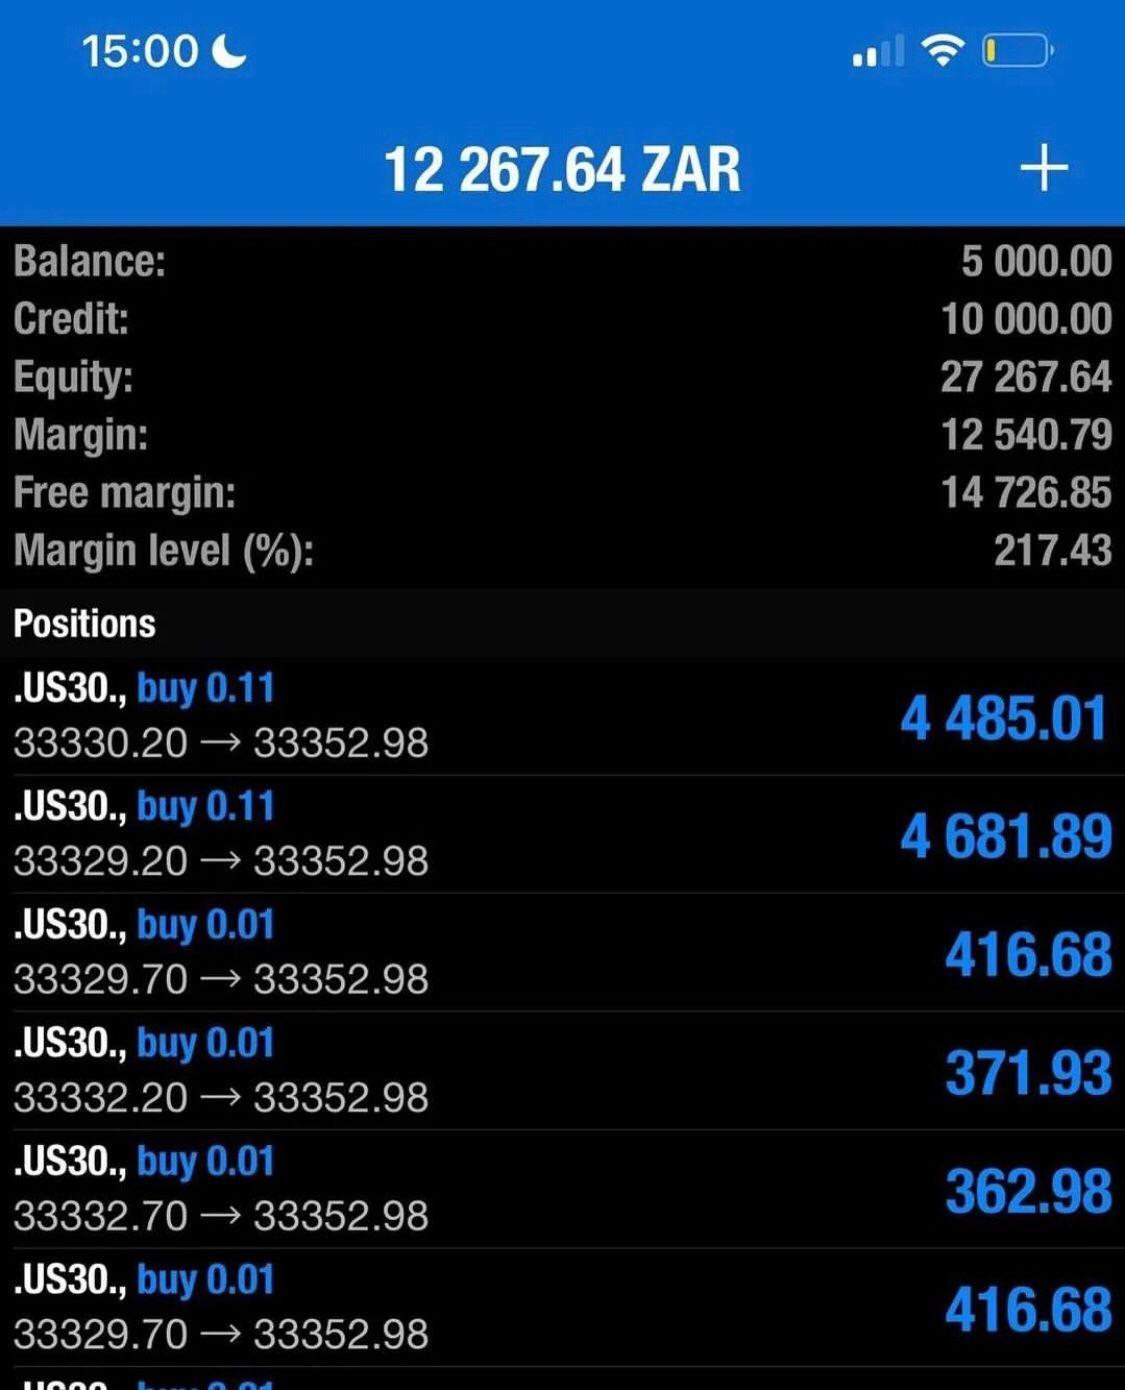 15:00
12 267.64 ZAR
Balance: 5 000.00
Credit: 10 000.00
Equity: 27 267.64
Margin: 12 540.79
Free margin: 14 726.85
Margin level (%): 217.43
Positions
.US30., buy 0.11
33330.20 → 33352.98 4 485.01
.US30., buy 0.11
33329.20 → 33352.98 4 681.89
.US30., buy 0.01
33329.70 → 33352.98 416.68
.US30., buy 0.01
33332.20 → 33352.98 371.93
.US30., buy 0.01
33332.70 → 33352.98 362.98
.US30., buy 0.01
33329.70 → 33352.98 416.68